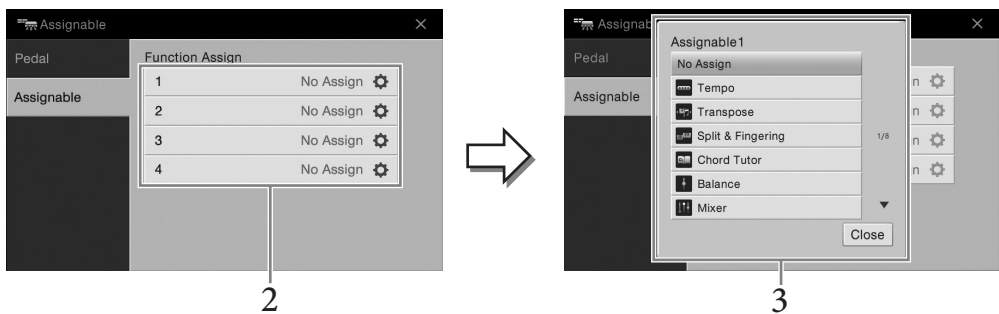 Assignable ×
Pedal
Assignable
Function Assign
1 No Assign
2 No Assign
3 No Assign
4 No Assign
2
Assignab ×
Pedal
Assignable
n
n
n
n
Assignable1
No Assign
Tempo
Transpose
Split & Fingering
Chord Tutor
Balance
Mixer
1/8
Close
3